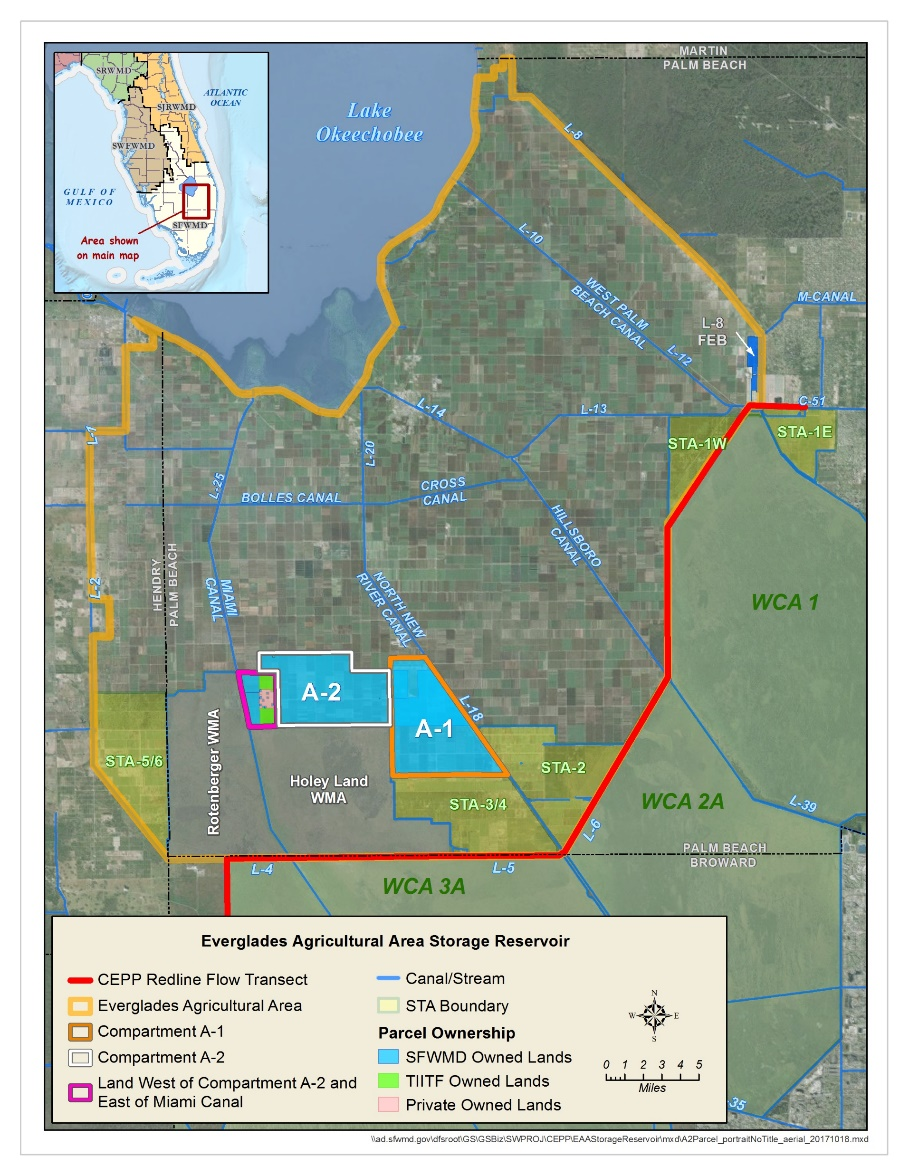 MARTIN
PALM BEACH
SRWMD
ATLANTIC
OCEAN
SJRWMD
SWFWMD
GULF OF
MEXICO
SFWMD
Area shown
on main map
Lake
Okeechobee
L-8
L-10
WEST PALM
BEACH CANAL
M-CANAL
L-8
FEB
L-12
C-51
L-14
L-13
STA-1W
STA-1E
L-1
L-20
L-25
BOLLES CANAL
CROSS
CANAL
HILLSBORO
CANAL
HENDRY
PALM BEACH
L-2
MIAMI
CANAL
NORTH NEW
RIVER CANAL
WCA 1
A-2
A-1
L-18
Rotenberger WMA
STA-5/6
Holey Land
WMA
STA-2
STA-3/4
WCA 2A
L-39
L-6
PALM BEACH
BROWARD
L-4
L-5
WCA 3A
Everglades Agricultural Area Storage Reservoir
CEPP Redline Flow Transect
Everglades Agricultural Area
Compartment A-1
Compartment A-2
Land West of Compartment A-2 and
East of Miami Canal
Canal/Stream
STA Boundary
Parcel Ownership
SFWMD Owned Lands
TIITF Owned Lands
Private Owned Lands
N
W E
S
0 1 2 3 4 5
Miles
-35
\\ad.sfwmd.gov\dfsroot\GS\GSBiz\SWPROJ\CEPP\EAAStorageReservoir\mxd\A2Parcel_portraitNoTitle_aerial_20171018.mxd